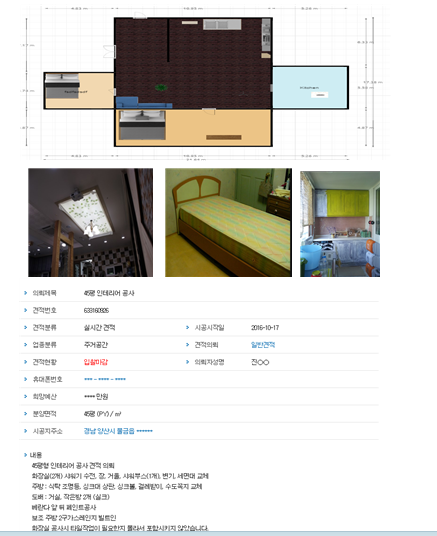 의뢰제목 45평 인테리어 공사
견적번호 633160926
견적분류 실시간 견적 시공시작일 2016-10-17
업종분류 주거공간 견적의뢰 일반견적
견적현황 입찰마감 의뢰자성명 진○○
휴대폰번호 *** - **** - ****
희망예산 **** 만원
분양면적 45평 (PY) / ㎡
시공지주소 경남 양산시 물금읍 ******
내용
45평형 인테리어 공사 견적 의뢰
화장실(2개) 샤워기 수전, 장, 거울, 샤워부스(1개), 변기, 세면대 교체
주방 : 식탁 조명등, 싱크대 상판, 싱크볼, 걸레받이, 수도꼭지 교체
도배 : 거실, 작은방 2개 (실크)
베란다 앞 뒤 페인트공사
보조 주방 2구가스레인지 빌트인
화장실 공사시 타일작업이 필요한지 몰라서 포함시키지 않았습니다.